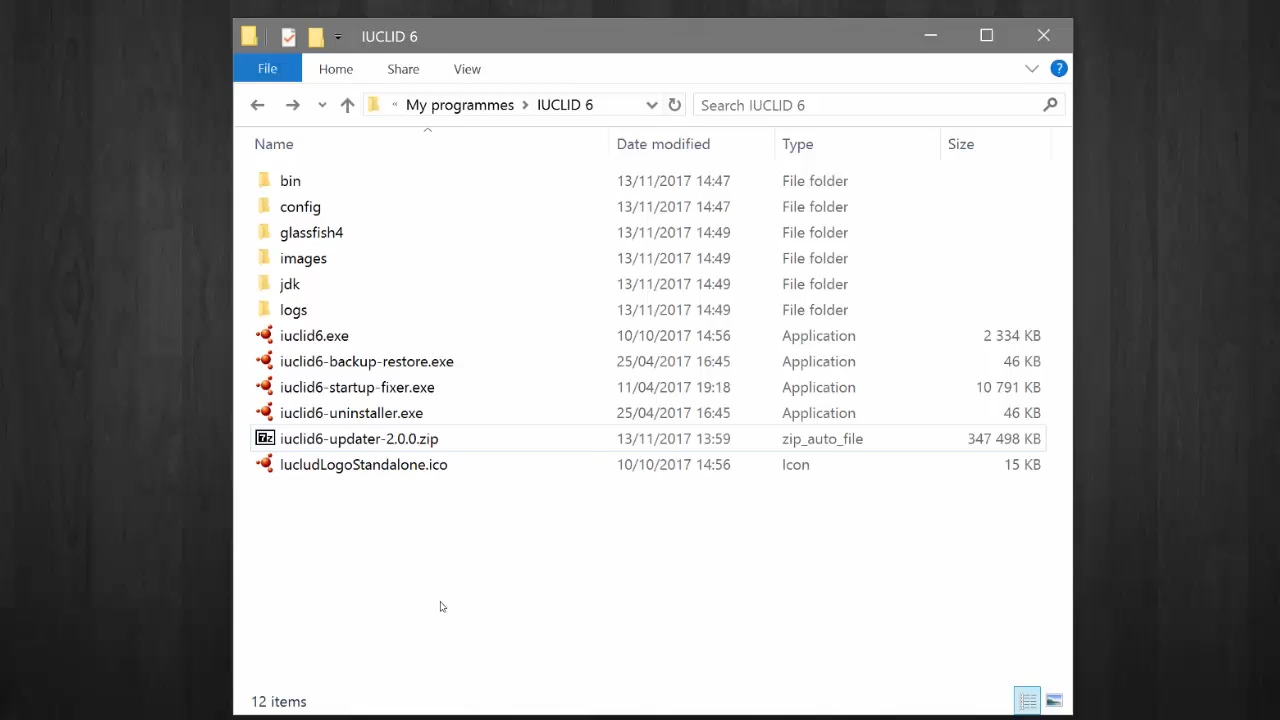 IUCLID 6
File Home Share View
« My programmes > IUCLID 6 Search IUCLID 6
Name Date modified Type Size
bin 13/11/2017 14:47 File folder
config 13/11/2017 14:47 File folder
glassfish4 13/11/2017 14:49 File folder
images 13/11/2017 14:49 File folder
jdk 13/11/2017 14:49 File folder
logs 13/11/2017 14:49 File folder
iuclid6.exe 10/10/2017 14:56 Application 2 334 KB
iuclid6-backup-restore.exe 25/04/2017 16:45 Application 46 KB
iuclid6-startup-fixer.exe 11/04/2017 19:18 Application 10 791 KB
iuclid6-uninstaller.exe 25/04/2017 16:45 Application 46 KB
iuclid6-updater-2.0.0.zip 13/11/2017 13:59 zip_auto_file 347 498 KB
IucludLogoStandalone.ico 10/10/2017 14:56 Icon 15 KB
12 items